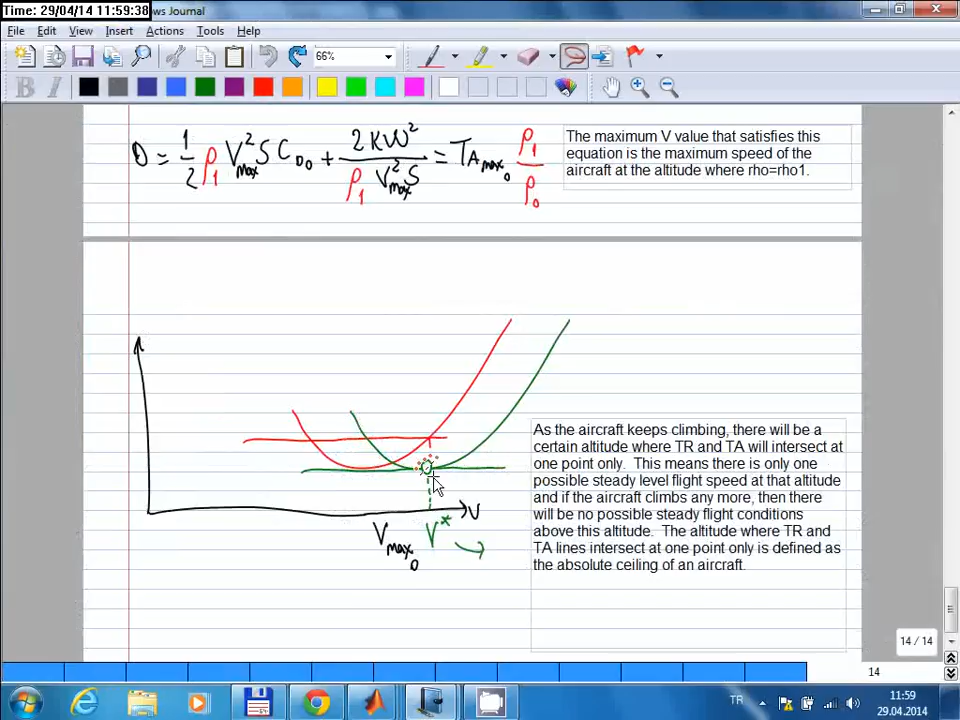 Time: 29/04/14 11:59:38 ws Journal
File Edit View Insert Actions Tools Help
66%
B I
D = 1/2 ρ1 V²max S CD0 + 2KW²/(ρ1 V²max S) = TAmax0 ρ1/ρ0
The maximum V value that satisfies this
equation is the maximum speed of the
aircraft at the altitude where rho=rho1.
As the aircraft keeps climbing, there will be a
certain altitude where TR and TA will intersect at
one point only. This means there is only one
possible steady level flight speed at that altitude
and if the aircraft climbs any more, then there
will be no possible steady flight conditions
above this altitude. The altitude where TR and
TA lines intersect at one point only is defined as
the absolute ceiling of an aircraft.
V
Vmax0 V*
14 / 14
14
TR 11:59
29.04.2014